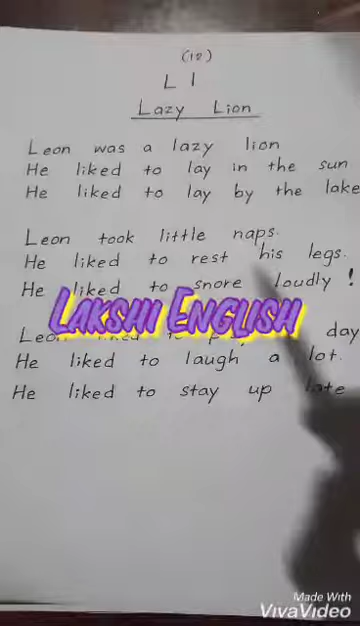 (12)
L l
Lazy Lion
Leon was a lazy lion
He liked to lay in the sun
He liked to lay by the lake
Leon took little naps.
He liked to rest his legs.
He liked to snore loudly!
LAKSHI ENGLISH
day
He liked to laugh a lot.
He liked to stay up late
Made With
VivaVideo